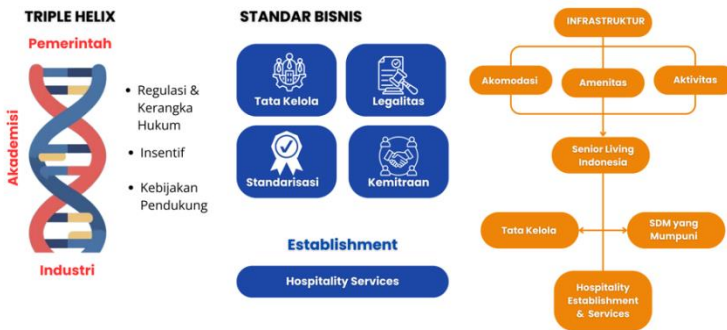 TRIPLE HELIX
Pemerintah
Akademisi
Industri
• Regulasi &
Kerangka
Hukum
• Insentif
• Kebijakan
Pendukung
STANDAR BISNIS
Tata Kelola
Legalitas
Standarisasi
Kemitraan
Establishment
Hospitality Services
INFRASTRUKTUR
Akomodasi
Amenitas
Aktivitas
Senior Living
Indonesia
Tata Kelola
SDM yang
Mumpuni
Hospitality
Establishment
& Services